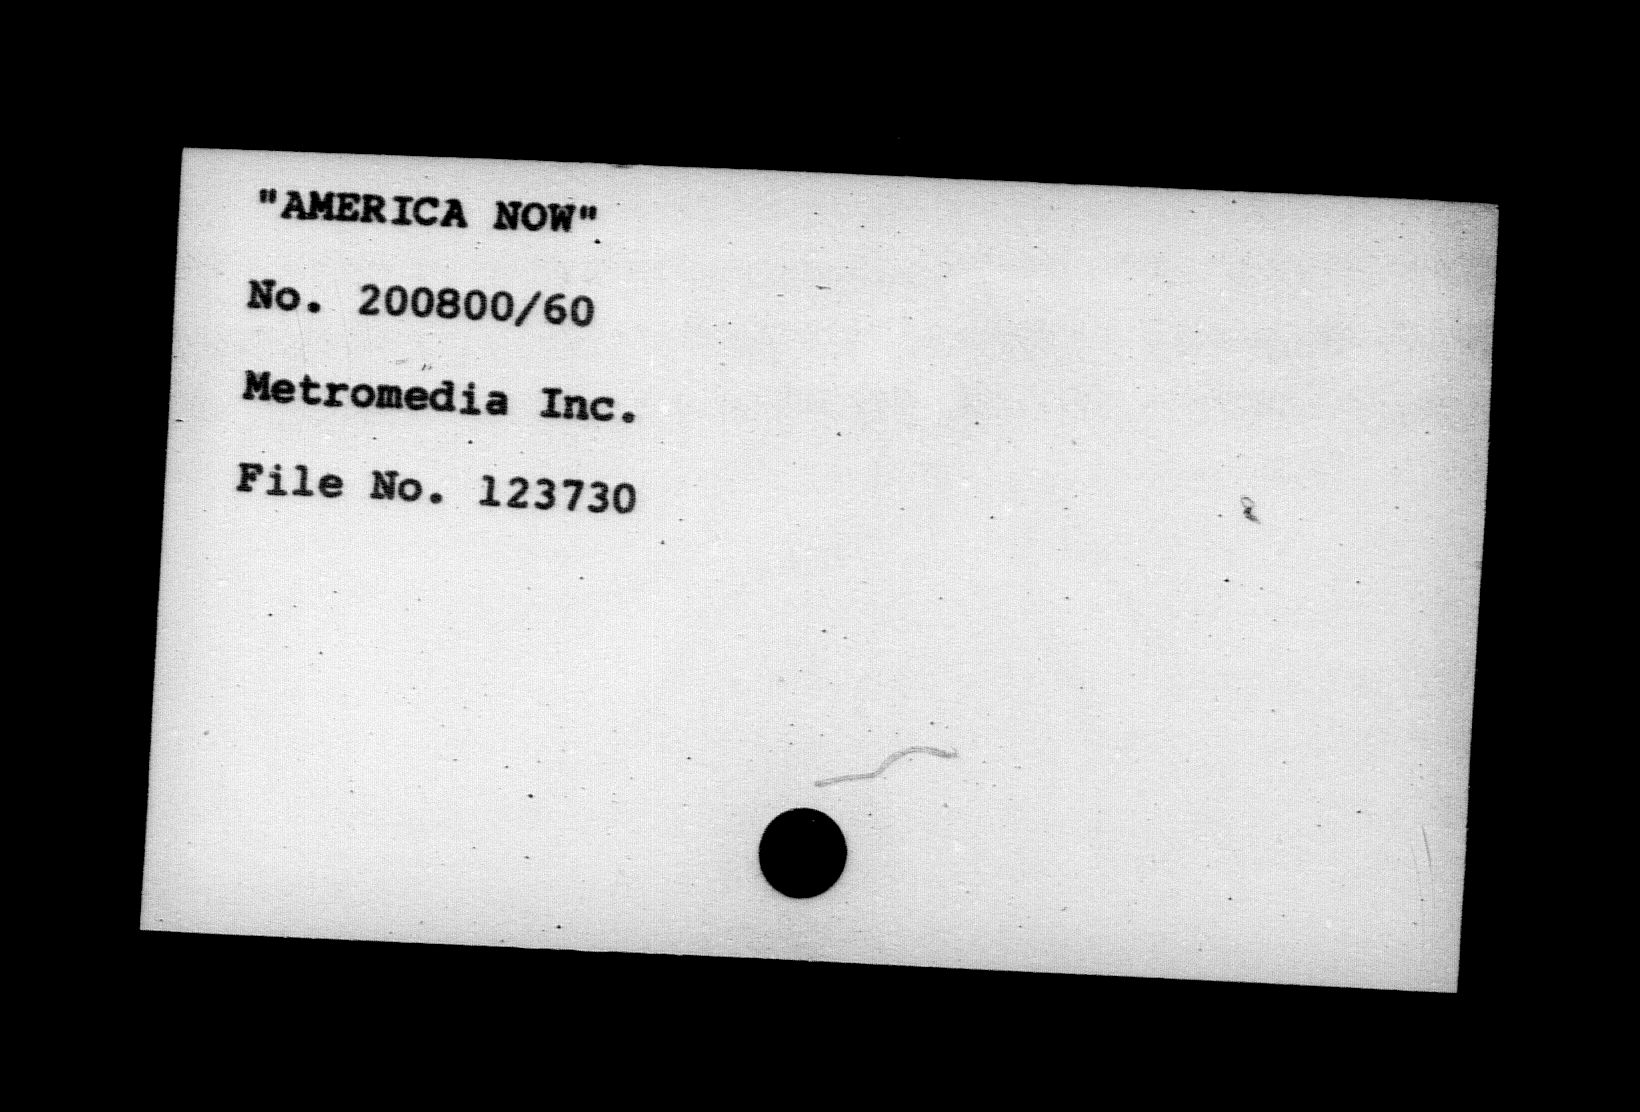 "AMERICA NOW"
No. 200800/60
Metromedia Inc.
File No. 123730